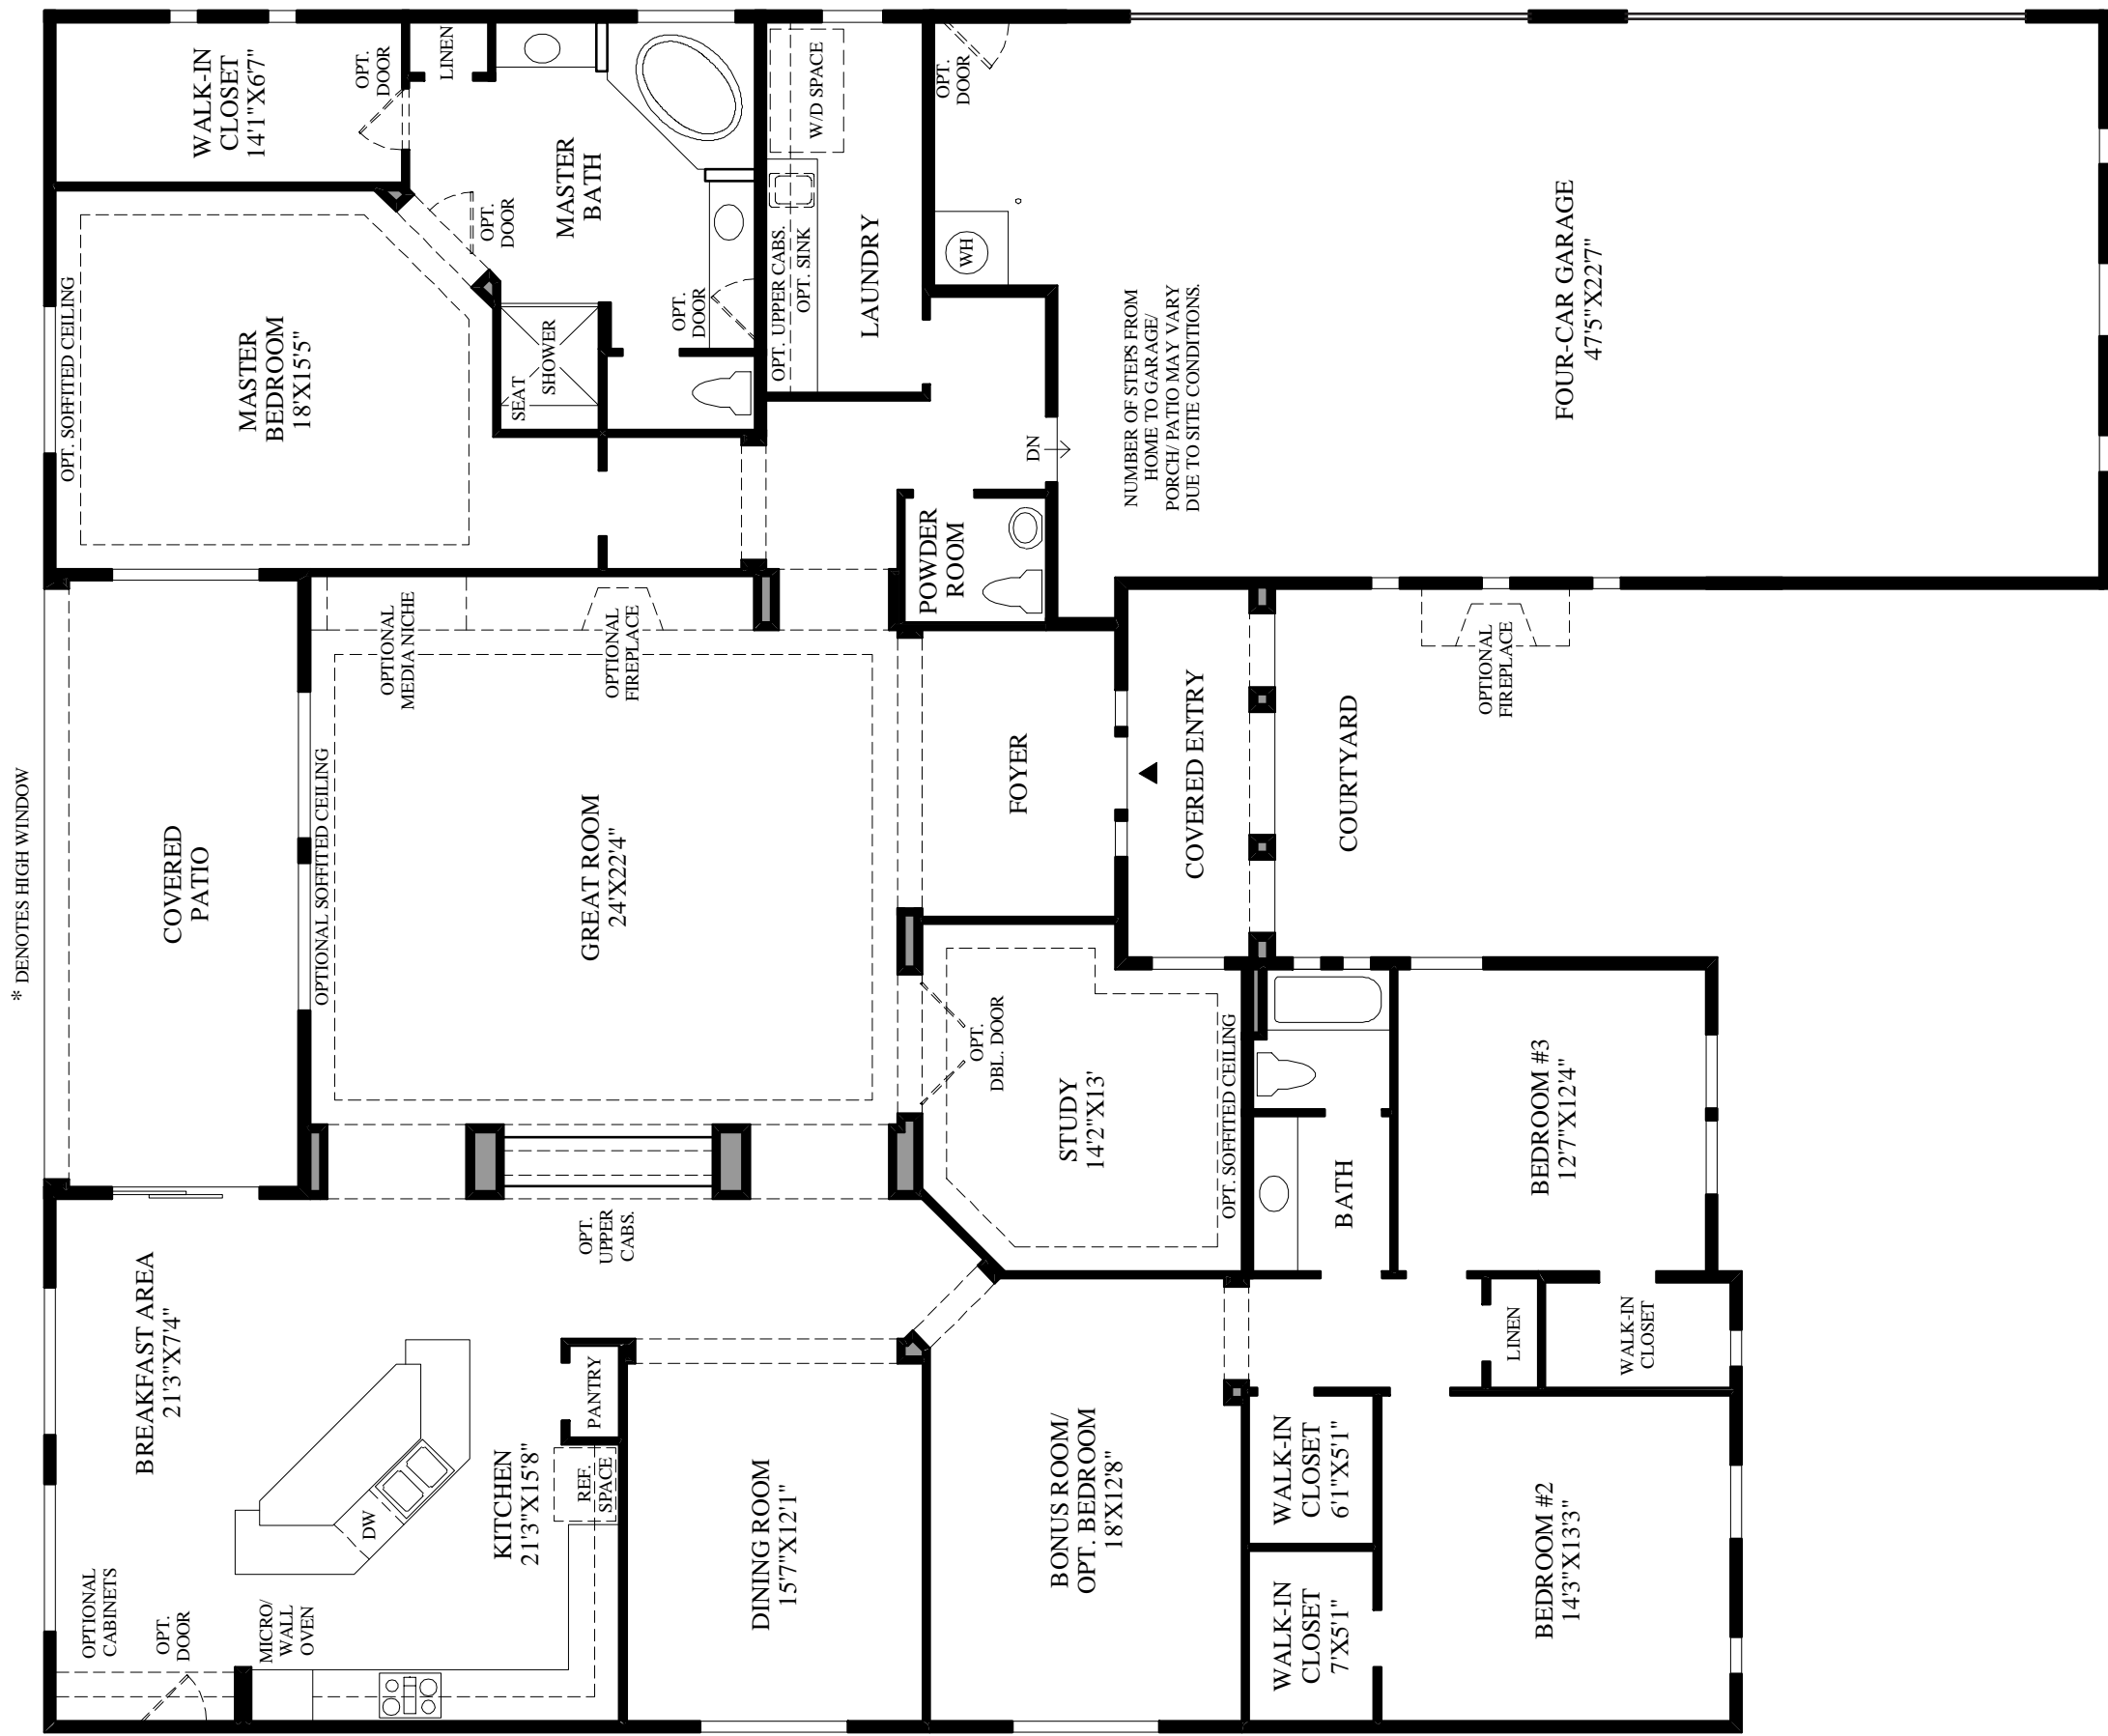 * DENOTES HIGH WINDOW
WALK-IN
CLOSET
14'1"X6'7"
OPT.
DOOR
LINEN
MASTER
BATH
OPT.
DOOR
OPT.
DOOR
SEAT
SHOWER
OPT. SOFFITED CEILING
MASTER
BEDROOM
18'X15'5"
W/D SPACE
OPT. UPPER CABS.
OPT. SINK
LAUNDRY
OPT.
DOOR
WH
NUMBER OF STEPS FROM
HOME TO GARAGE/
PORCH/ PATIO MAY VARY
DUE TO SITE CONDITIONS.
FOUR-CAR GARAGE
47'5"X22'7"
DN
POWDER
ROOM
COVERED
PATIO
OPTIONAL
MEDIA NICHE
OPTIONAL
FIREPLACE
OPTIONAL SOFFITED CEILING
GREAT ROOM
24'X22'4"
FOYER
COVERED ENTRY
COURTYARD
OPTIONAL
FIREPLACE
OPT.
DBL. DOOR
STUDY
14'2"X13'
OPT. SOFFITED CEILING
BATH
BEDROOM #3
12'7"X12'4"
BREAKFAST AREA
21'3"X7'4"
OPT.
UPPER
CABS.
PANTRY
REF.
SPACE
KITCHEN
21'3"X15'8"
DW
OPTIONAL
CABINETS
OPT.
DOOR
MICRO/
WALL
OVEN
DINING ROOM
15'7"X12'1"
BONUS ROOM/
OPT. BEDROOM
18'X12'8"
LINEN
WALK-IN
CLOSET
WALK-IN
CLOSET
6'1"X5'1"
WALK-IN
CLOSET
7'X5'1"
BEDROOM #2
14'3"X13'3"